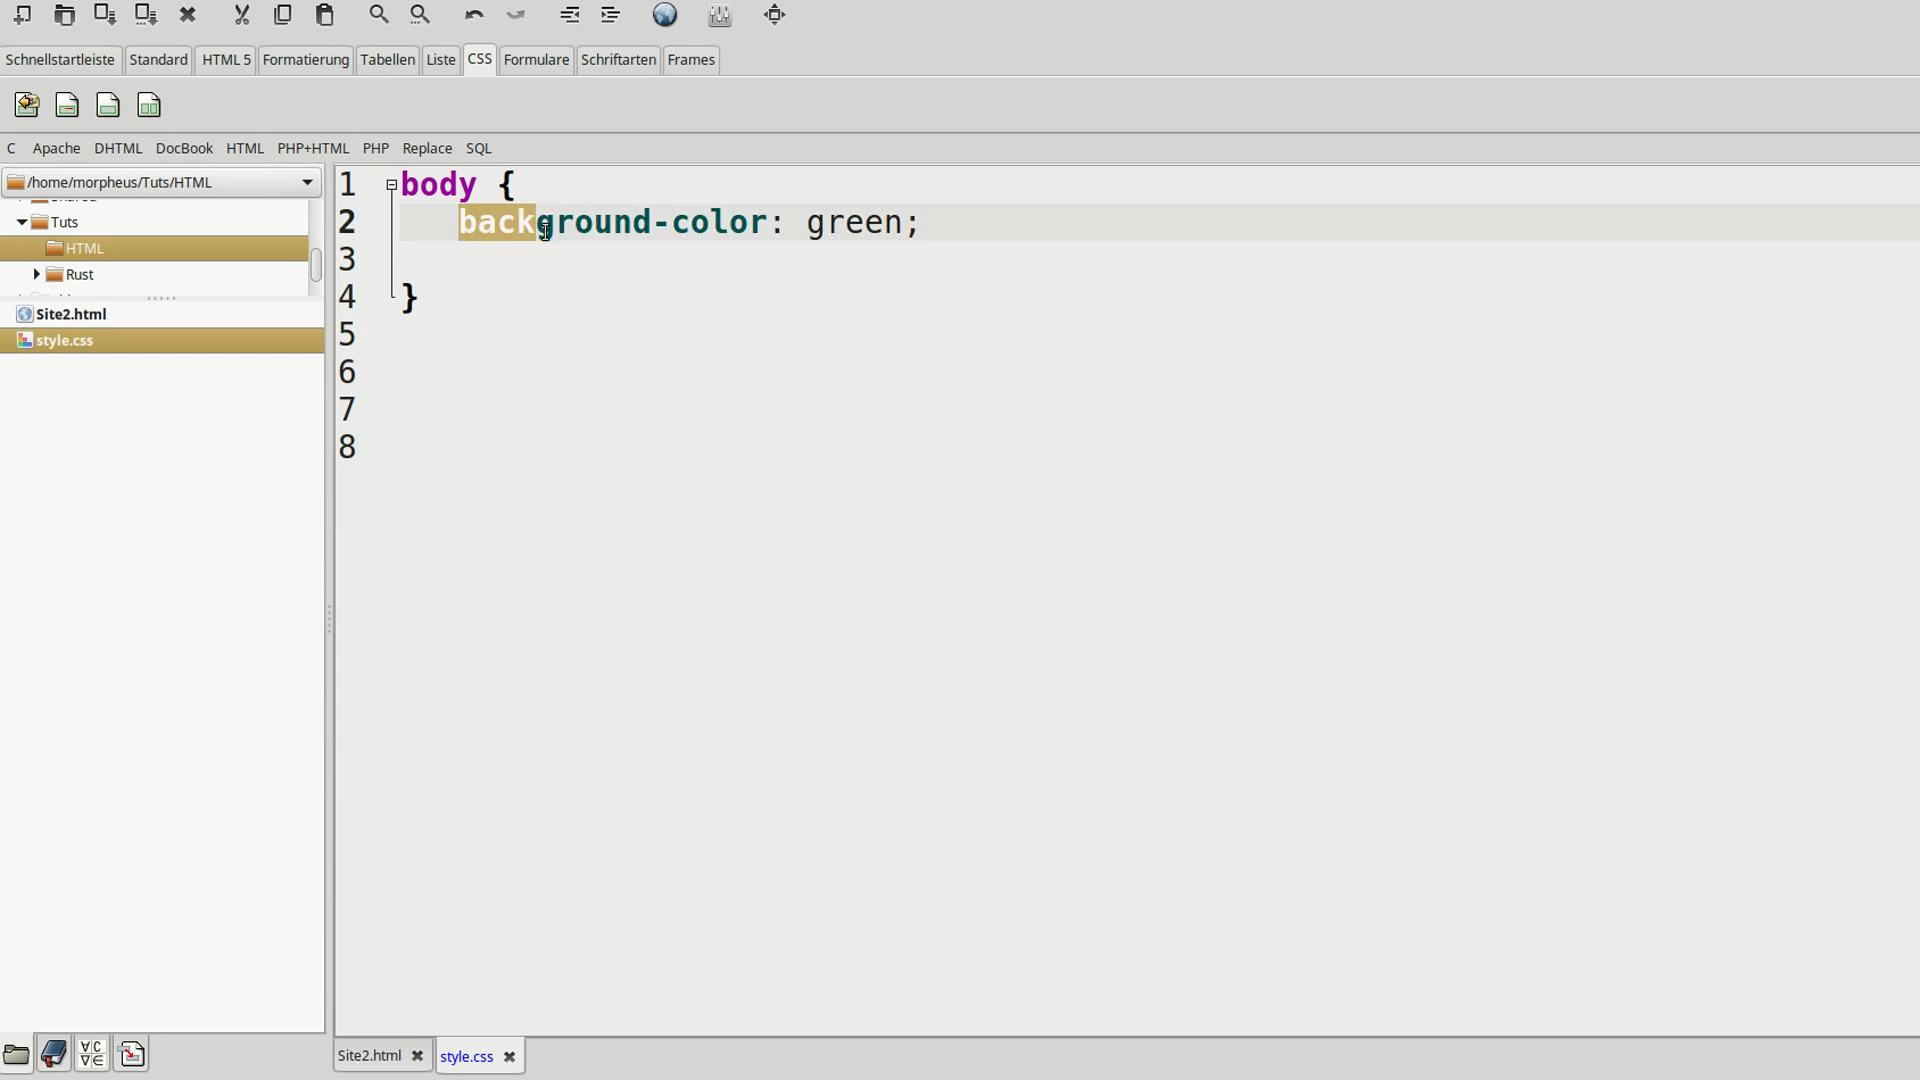 Schnellstartleiste Standard HTML 5 Formatierung Tabellen Liste CSS Formulare Schriftarten Frames
C Apache DHTML DocBook HTML PHP+HTML PHP Replace SQL
/home/morpheus/Tuts/HTML
Tuts
HTML
Rust
Site2.html
style.css
1 body {
2 background-color: green;
3
4 }
5
6
7
8
Site2.html style.css